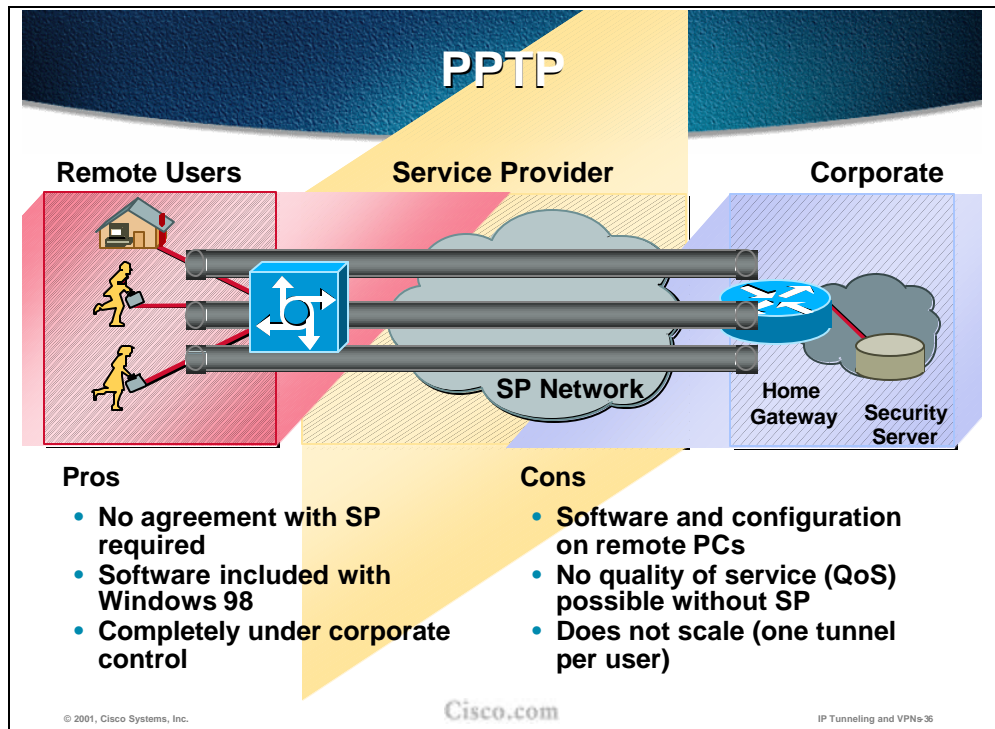 PPTP
Remote Users
Service Provider
Corporate
SP Network
Home
Gateway
Security
Server
Pros
• No agreement with SP
required
• Software included with
Windows 98
• Completely under corporate
control
Cons
• Software and configuration
on remote PCs
• No quality of service (QoS)
possible without SP
• Does not scale (one tunnel
per user)
© 2001, Cisco Systems, Inc.
Cisco.com
IP Tunneling and VPNs-36